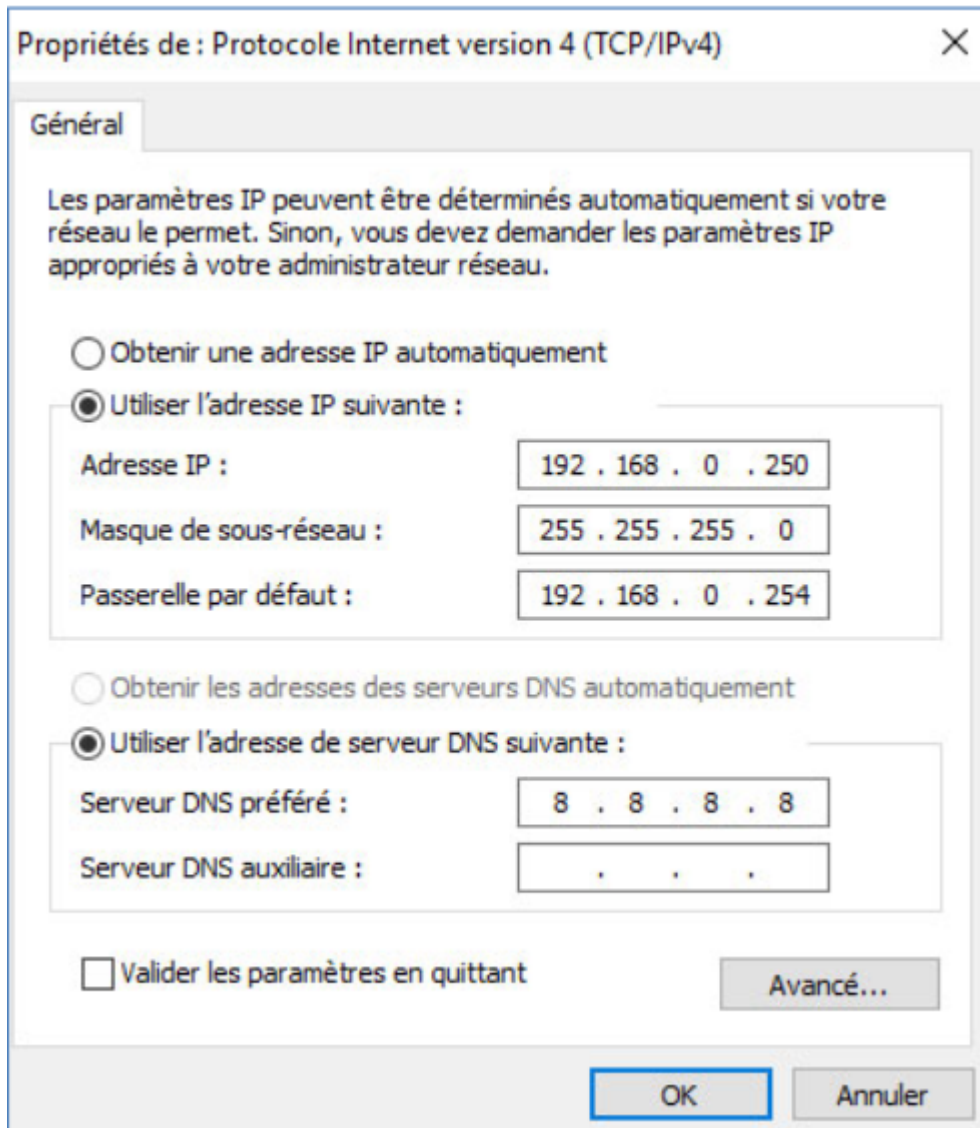 Propriétés de : Protocole Internet version 4 (TCP/IPv4)
Général
Les paramètres IP peuvent être déterminés automatiquement si votre
réseau le permet. Sinon, vous devez demander les paramètres IP
appropriés à votre administrateur réseau.
Obtenir une adresse IP automatiquement
Utiliser l'adresse IP suivante :
Adresse IP : 192 . 168 . 0 . 250
Masque de sous-réseau : 255 . 255 . 255 . 0
Passerelle par défaut : 192 . 168 . 0 . 254
Obtenir les adresses des serveurs DNS automatiquement
Utiliser l'adresse de serveur DNS suivante :
Serveur DNS préféré : 8 . 8 . 8 . 8
Serveur DNS auxiliaire : . . .
Valider les paramètres en quittant
Avancé...
OK Annuler